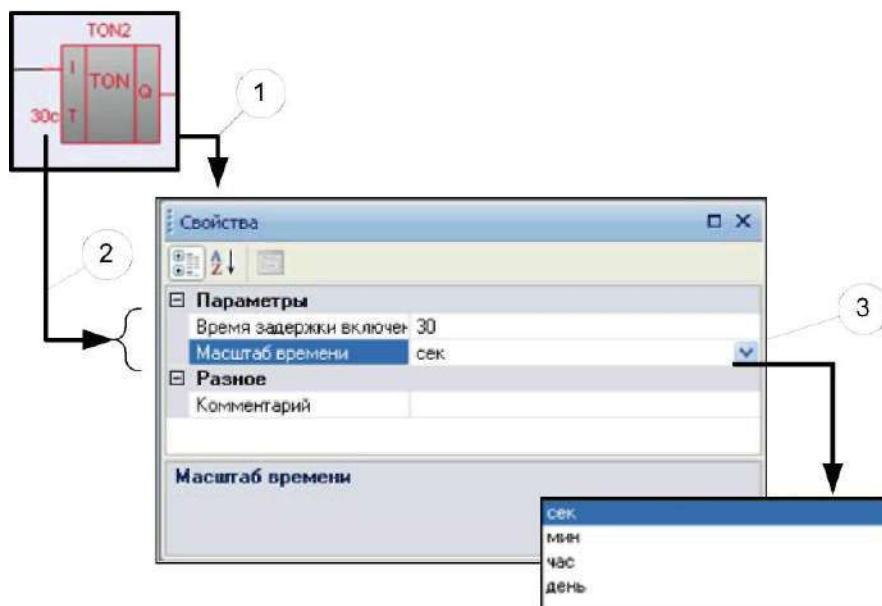 TON2
I
TON
Q
30с T
1
2
3
Свойства
Параметры
Время задержки включен 30
Масштаб времени сек
Разное
Комментарий
Масштаб времени
сек
мин
час
день